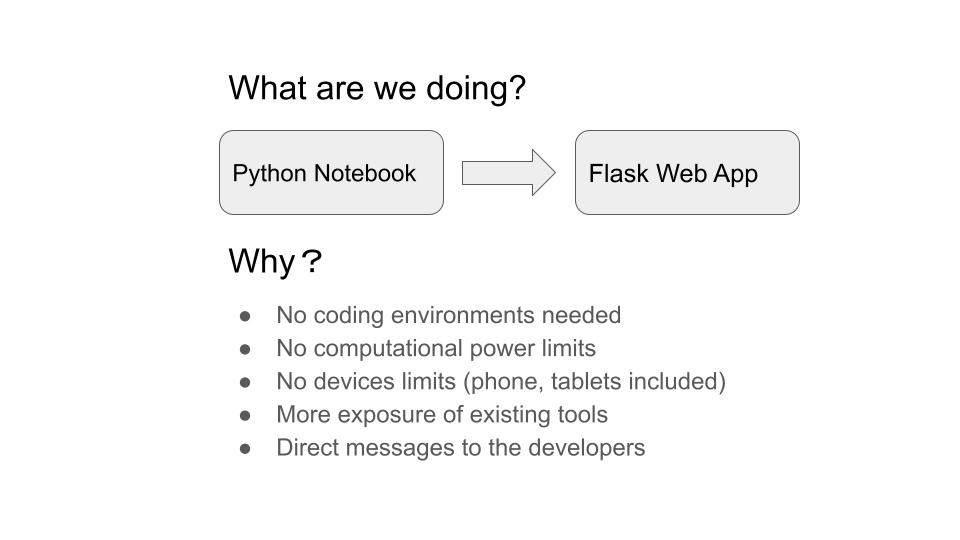 What are we doing?
Python Notebook
Flask Web App
Why？
● No coding environments needed
● No computational power limits
● No devices limits (phone, tablets included)
● More exposure of existing tools
● Direct messages to the developers